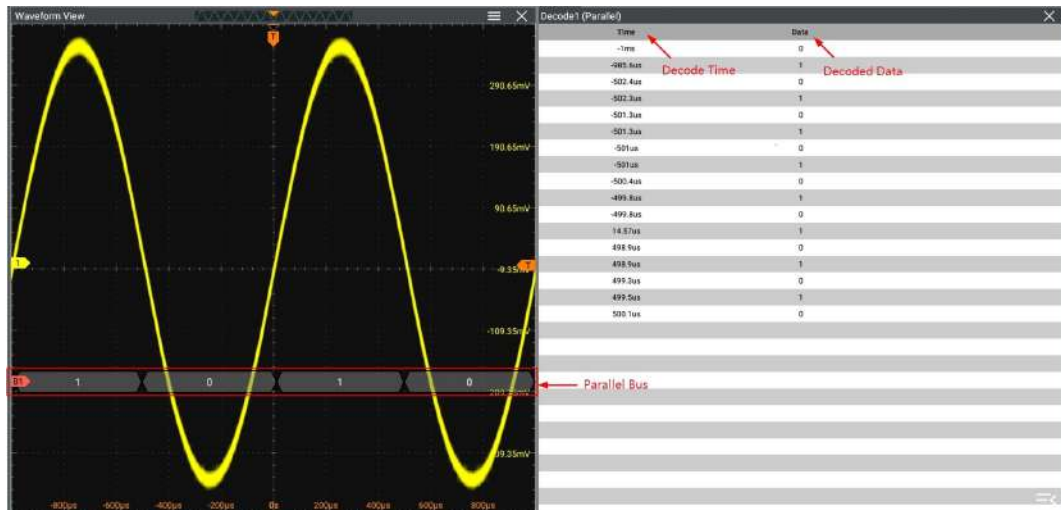 Waveform View
T
290.65mV
190.65mV
90.65mV
1
-9.35mV
T
-109.35mV
B1
1
0
1
0
-800μs
-400μs
-200μs
0s
200μs
400μs
600μs
800μs
Decode1 (Parallel)
Time Data
Decode Time
Decoded Data
-1ms 0
-985.6us 1
-502.4us 0
-502.3us 1
-501.3us 0
-501.3us 1
-501us 0
-501us 1
-500.4us 0
-499.8us 1
-499.8us 0
14.57us 1
498.9us 0
498.9us 1
499.3us 0
499.5us 1
500.1us 0
Parallel Bus